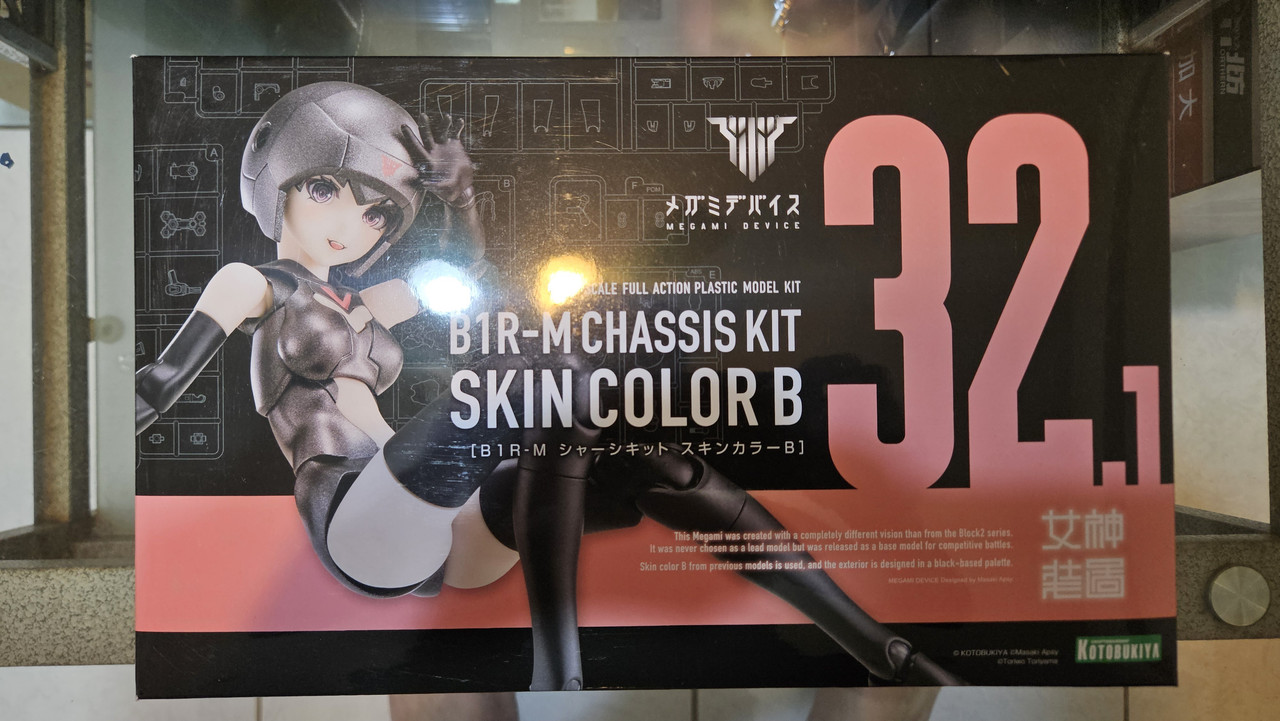 メガミデバイス
MEGAMI DEVICE
32.1
SCALE FULL ACTION PLASTIC MODEL KIT
B1R-M CHASSIS KIT
SKIN COLOR B
[B1R-M シャーシキット スキンカラーB]
This Megami was created with a completely different vision than from the Block2 series.
It was never chosen as a lead model but was released as a base model for competitive battles.
Skin color B from previous models is used, and the exterior is designed in a black-based palette.
MEGAMI DEVICE Designed by Masaki Apsy
女神
装置
© KOTOBUKIYA ©Masaki Apsy
©Toriwo Toriyama
KOTOBUKIYA
A
B
F
E
加大